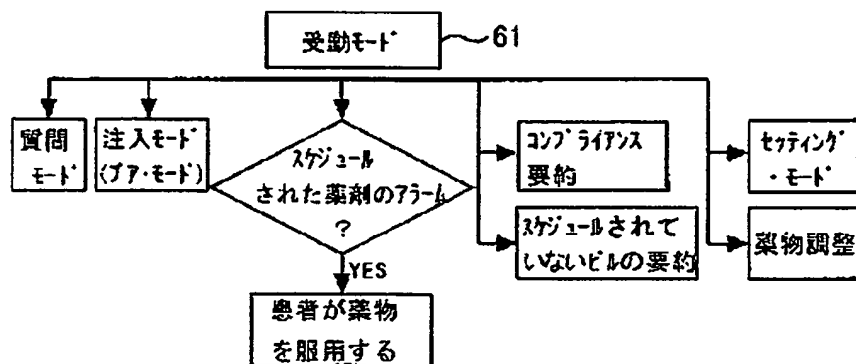 受動モード
61
質問
モード
注入モード
(プア・モード)
スケジュール
された薬剤のアラーム
?
コンプライアンス
要約
セッティング
・モード
スケジュールされて
いないピルの要約
薬物調整
YES
患者が薬物
を服用する